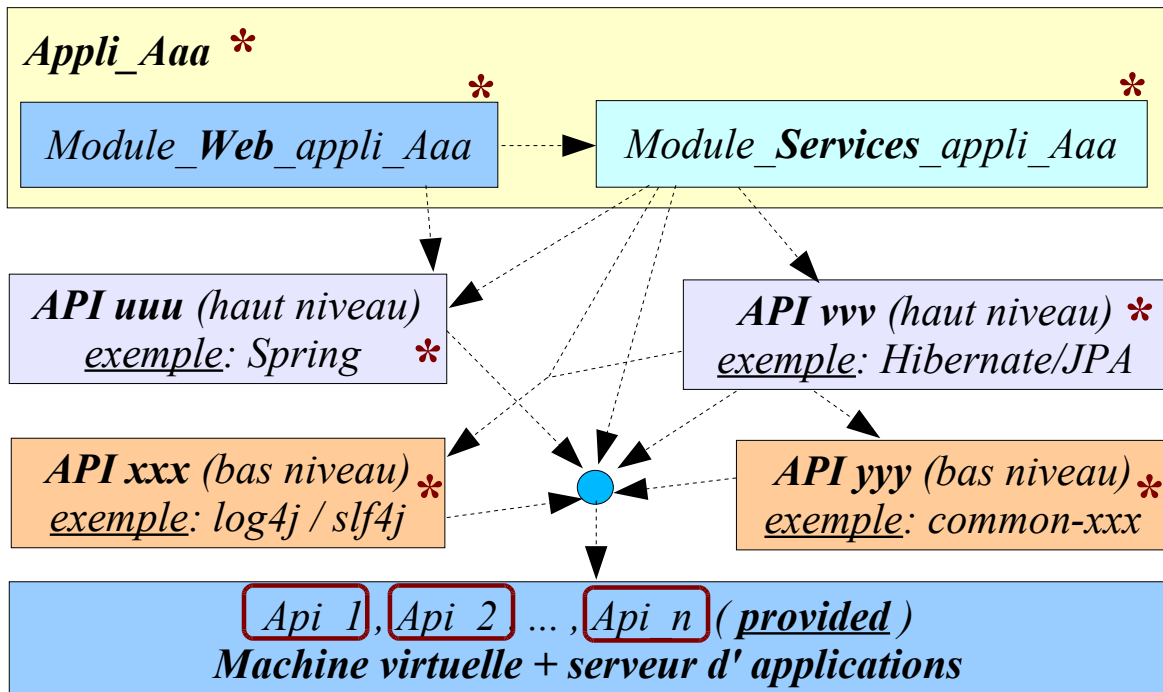 Appli_Aaa *
*
*
Module_Web_appli_Aaa
Module_Services_appli_Aaa
API uuu (haut niveau)
exemple: Spring *
API vvv (haut niveau) *
exemple: Hibernate/JPA
API xxx (bas niveau) *
exemple: log4j / slf4j
API yyy (bas niveau) *
exemple: common-xxx
Api_1, Api_2, ... , Api_n ( provided )
Machine virtuelle + serveur d' applications